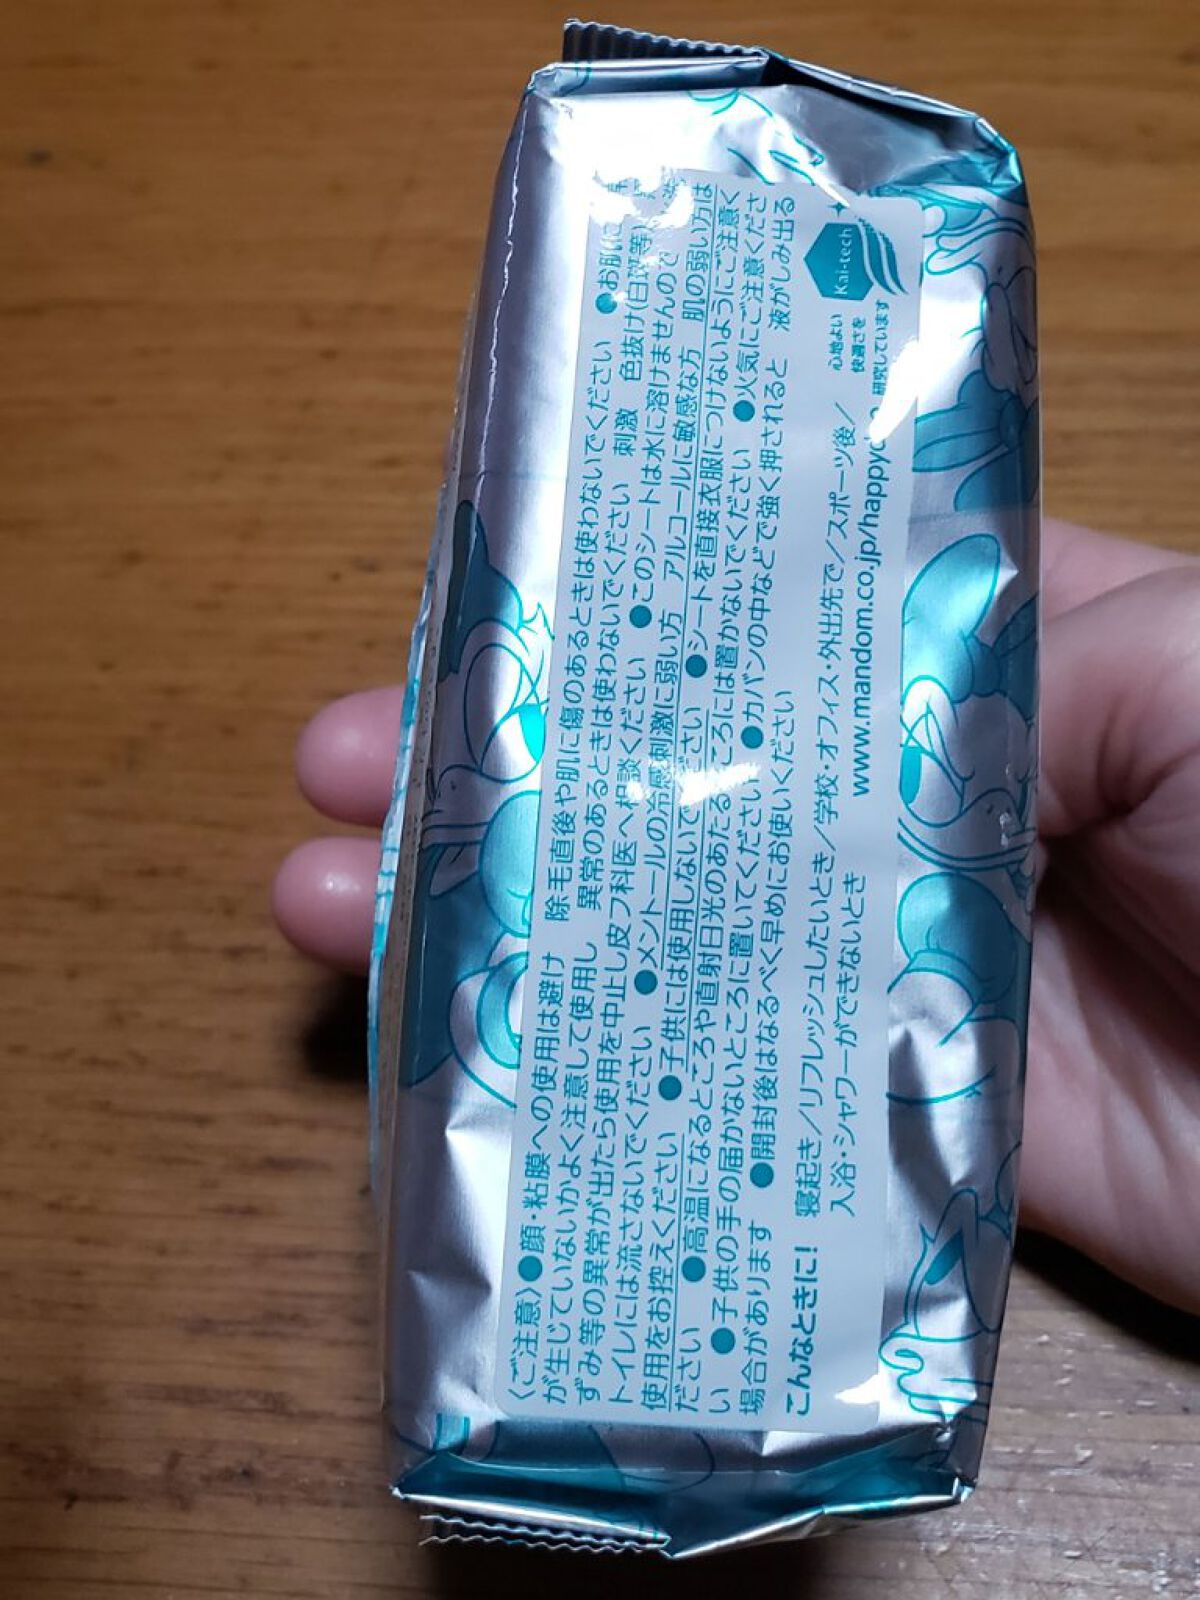 〈ご注意〉●顔・粘膜への使用は避け 除毛直後や肌に傷のあるときは使わないでください ●お肌に
が生じていないかよく注意して使用し 異常のあるときは使わないでください 刺激 色抜け(白斑等)
ずみ等の異常が出たら使用を中止し皮フ科医へ相談ください ●このシートは水に溶けませんので
トイレには流さないでください ●メントールの冷感刺激に弱い方 アルコールに敏感な方 肌の弱い方は
使用をお控えください ●子供には使用しないでください ●シートを直接衣服につけないようにご注意く
ださい ●高温になるところや直射日光のあたるところには置かないでください ●火気にご注意くださ
い ●子供の手の届かないところに置いてください ●カバンの中などで強く押されると 液がしみ出る
場合があります ●開封後はなるべく早めにお使いください
こんなときに! 寝起き/リフレッシュしたいとき/学校・オフィス・外出先で/スポーツ後/
入浴・シャワーができないとき
www.mandom.co.jp/happy
Kai-tech
心地よい
快適さを
研究しています